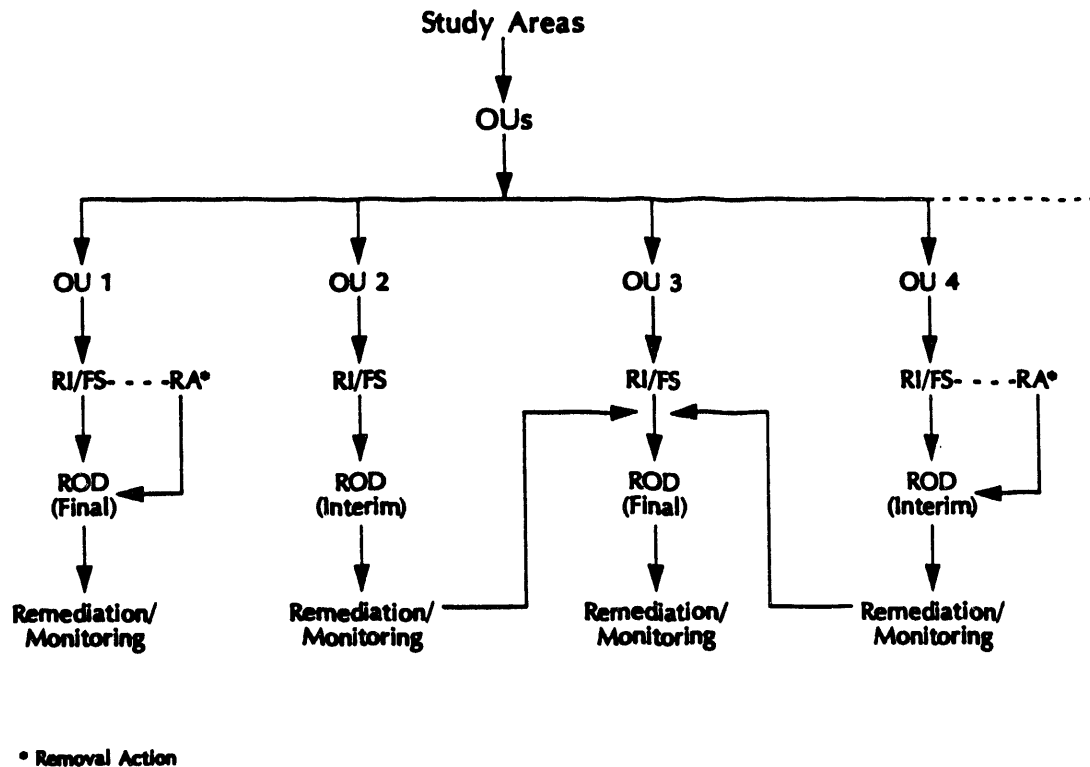 Study Areas
OUs
OU 1
OU 2
OU 3
OU 4
RI/FS- - - - -RA*
RI/FS
RI/FS
RI/FS- - - - -RA*
ROD
(Final)
ROD
(Interim)
ROD
(Final)
ROD
(Interim)
Remediation/
Monitoring
Remediation/
Monitoring
Remediation/
Monitoring
Remediation/
Monitoring
* Removal Action